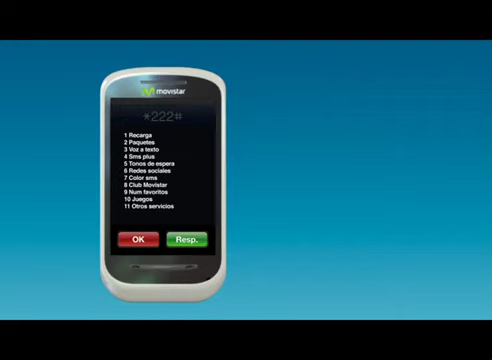 movistar
*222#
1 Recarga
2 Paquetes
3 Voz a texto
4 Sms plus
5 Tonos de espera
6 Redes sociales
7 Color sms
8 Club Movistar
9 Num favoritos
10 Juegos
11 Otros servicios
OK Resp.